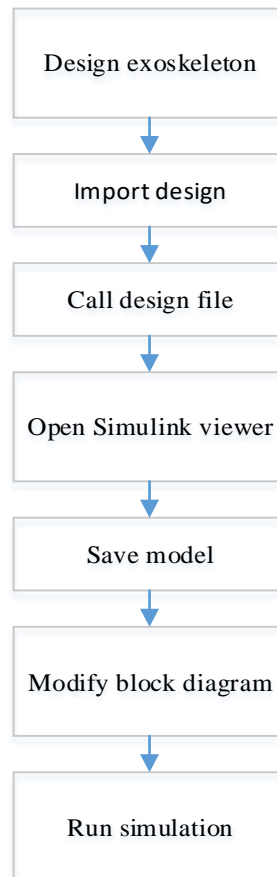 Design exoskeleton
Import design
Call design file
Open Simulink viewer
Save model
Modify block diagram
Run simulation